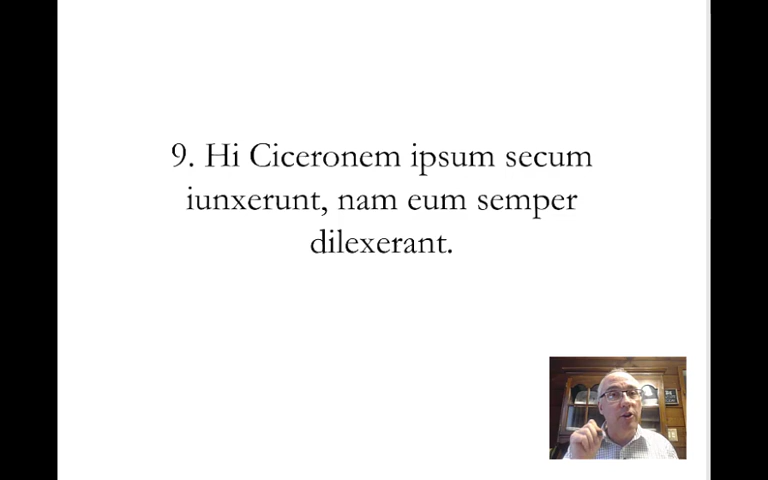 9. Hi Ciceronem ipsum secum
iunxerunt, nam eum semper
dilexerant.